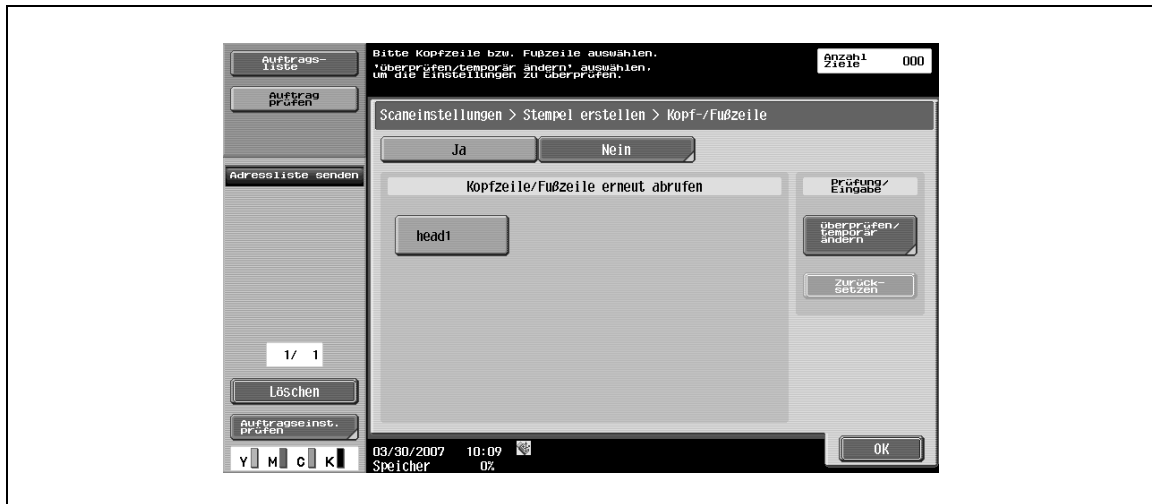 Auftrags-
liste
Auftrag
prüfen
Bitte Kopfzeile bzw. Fußzeile auswählen.
'überprüfen/temporär ändern' auswählen,
um die Einstellungen zu überprüfen.
Anzahl
Ziele 000
Scaneinstellungen > Stempel erstellen > Kopf-/Fußzeile
Ja Nein
Adressliste senden
Kopfzeile/Fußzeile erneut abrufen
Prüfung/
Eingabe
head1
überprüfen/
temporär
ändern
Zurück-
setzen
1/ 1
Löschen
Auftragseinst.
prüfen
Y M C K
03/30/2007 10:09
Speicher 0%
OK